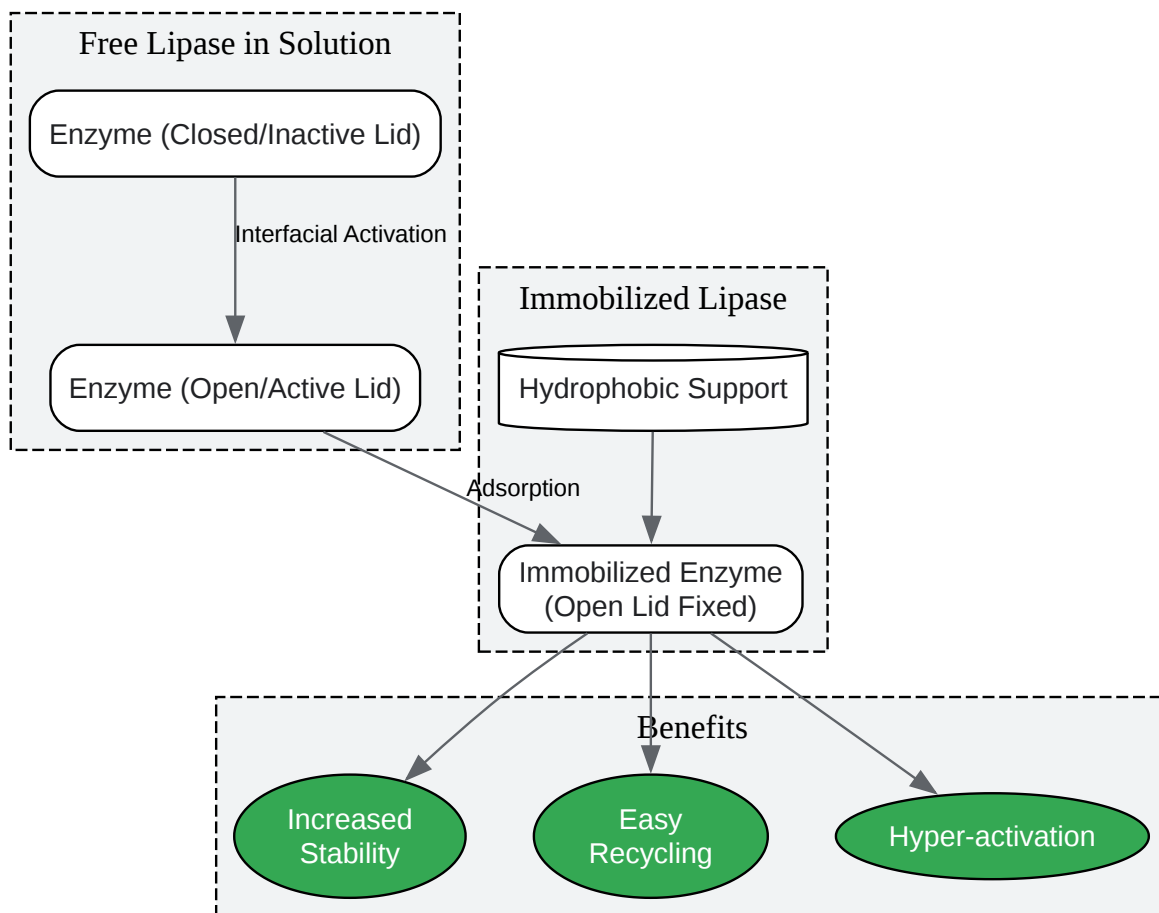 Free Lipase in Solution
Enzyme (Closed/Inactive Lid)
Interfacial Activation
Enzyme (Open/Active Lid)
Immobilized Lipase
Hydrophobic Support
Adsorption
Immobilized Enzyme
(Open Lid Fixed)
Benefits
Increased
Stability
Easy
Recycling
Hyper-activation